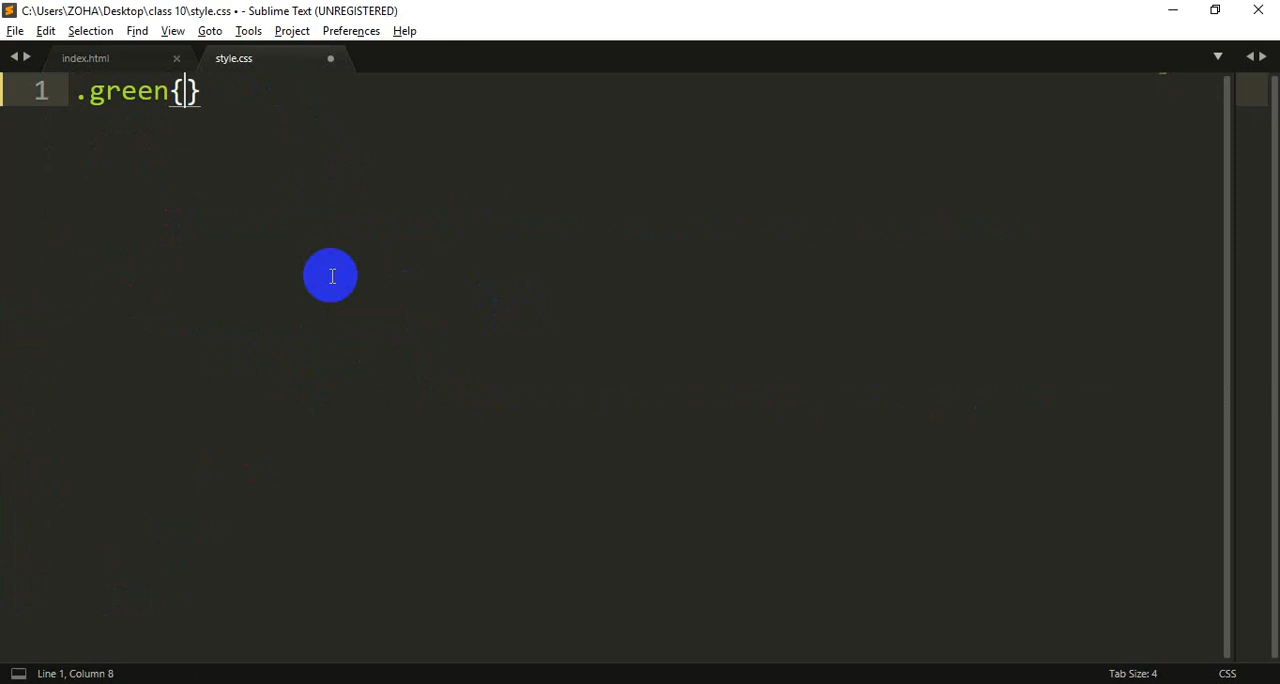 C:\Users\ZOHA\Desktop\class 10\style.css • - Sublime Text (UNREGISTERED)
File Edit Selection Find View Goto Tools Project Preferences Help
index.html style.css
1 .green{}
Line 1, Column 8 Tab Size: 4 CSS